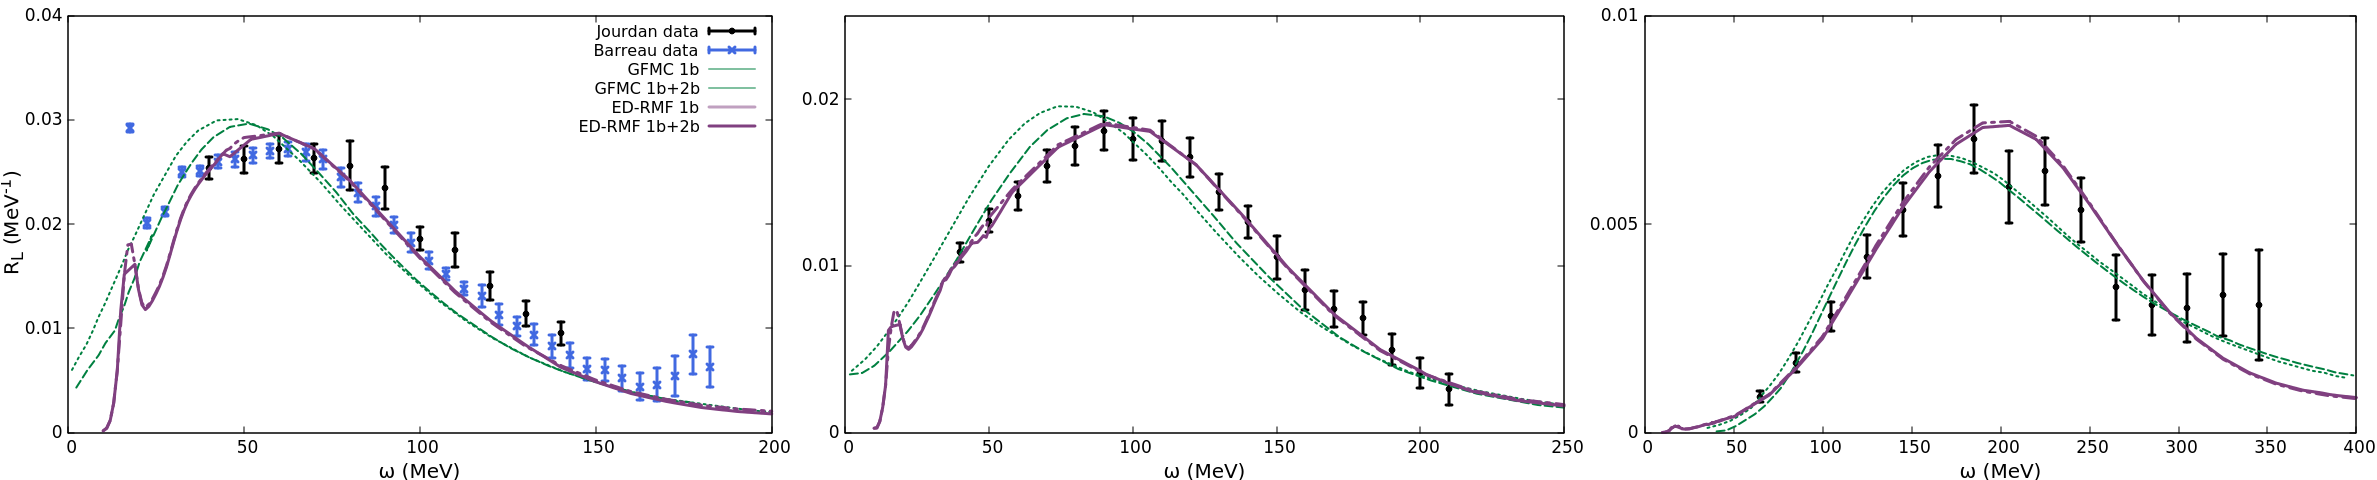 0.04
0.03
0.02
0.01
0
R_L (MeV⁻¹)
0 50 100 150 200
ω (MeV)
Jourdan data
Barreau data
GFMC 1b
GFMC 1b+2b
ED-RMF 1b
ED-RMF 1b+2b
0.02
0.01
0
0 50 100 150 200 250
ω (MeV)
0.01
0.005
0
0 50 100 150 200 250 300 350 400
ω (MeV)